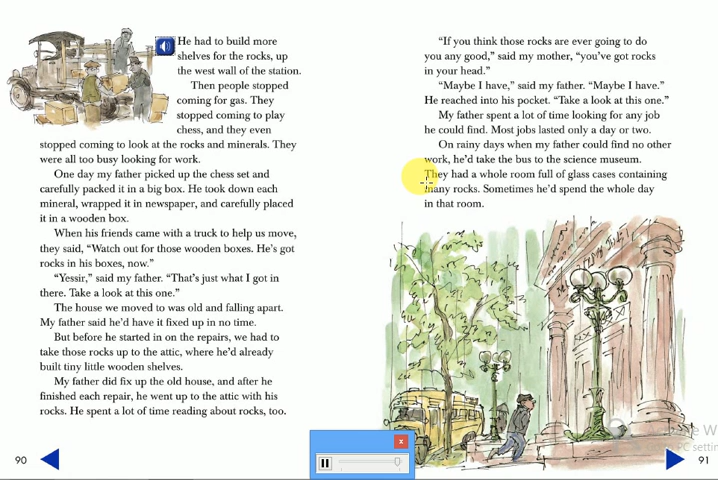 He had to build more
shelves for the rocks, up
the west wall of the station.
Then people stopped
coming for gas. They
stopped coming to play
chess, and they even
stopped coming to look at the rocks and minerals. They
were all too busy looking for work.
One day my father picked up the chess set and
carefully packed it in a big box. He took down each
mineral, wrapped it in newspaper, and carefully placed
it in a wooden box.
When his friends came with a truck to help us move,
they said, “Watch out for those wooden boxes. He’s got
rocks in his boxes, now.”
“Yessir,” said my father. “That’s just what I got in
there. Take a look at this one.”
The house we moved to was old and falling apart.
My father said he’d have it fixed up in no time.
But before he started in on the repairs, we had to
take those rocks up to the attic, where he’d already
built tiny little wooden shelves.
My father did fix up the old house, and after he
finished each repair, he went up to the attic with his
rocks. He spent a lot of time reading about rocks, too.
90
“If you think those rocks are ever going to do
you any good,” said my mother, “you’ve got rocks
in your head.”
“Maybe I have,” said my father. “Maybe I have.”
He reached into his pocket. “Take a look at this one.”
My father spent a lot of time looking for any job
he could find. Most jobs lasted only a day or two.
On rainy days when my father could find no other
work, he’d take the bus to the science museum.
They had a whole room full of glass cases containing
many rocks. Sometimes he’d spend the whole day
in that room.
x
91